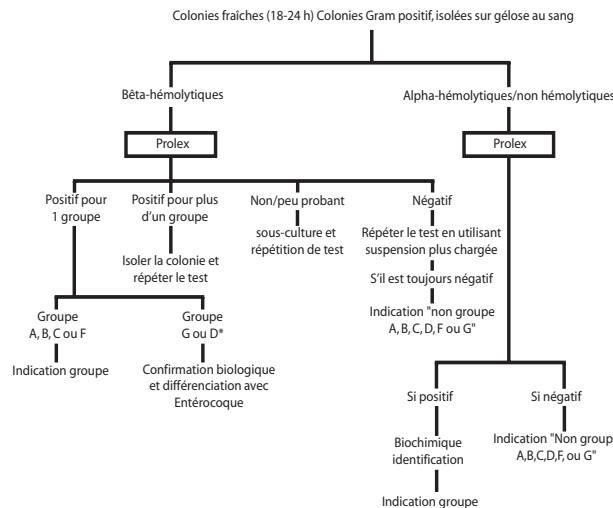 Colonies fraîches (18-24 h) Colonies Gram positif, isolées sur gélose au sang
Bêta-hémolytiques
Alpha-hémolytiques/non hémolytiques
Prolex
Prolex
Positif pour
1 groupe
Positif pour plus
d'un groupe
Non/peu probant
Négatif
Isoler la colonie et
répéter le test
sous-culture et
répétition de test
Répéter le test en utilisant
suspension plus chargée
S'il est toujours négatif
Indication "non groupe
A, B, C, D, F ou G"
Groupe
A, B, C ou F
Indication groupe
Groupe
G ou D*
Confirmation biologique
et différenciation avec
Entérocoque
Si positif
Biochimique
identification
Indication groupe
Si négatif
Indication "Non group
A,B,C,D,F, ou G"